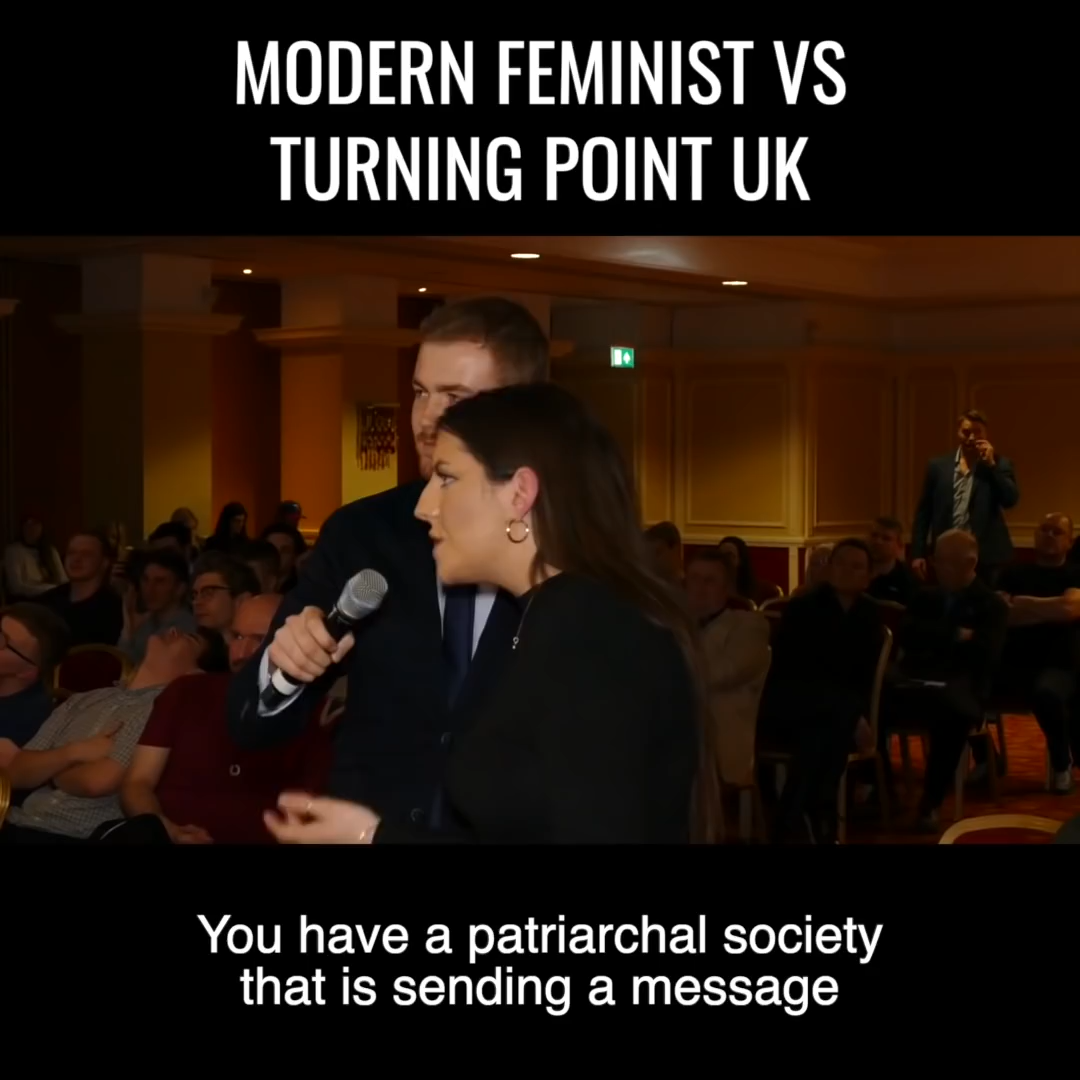 MODERN FEMINIST VS
TURNING POINT UK
You have a patriarchal society
that is sending a message